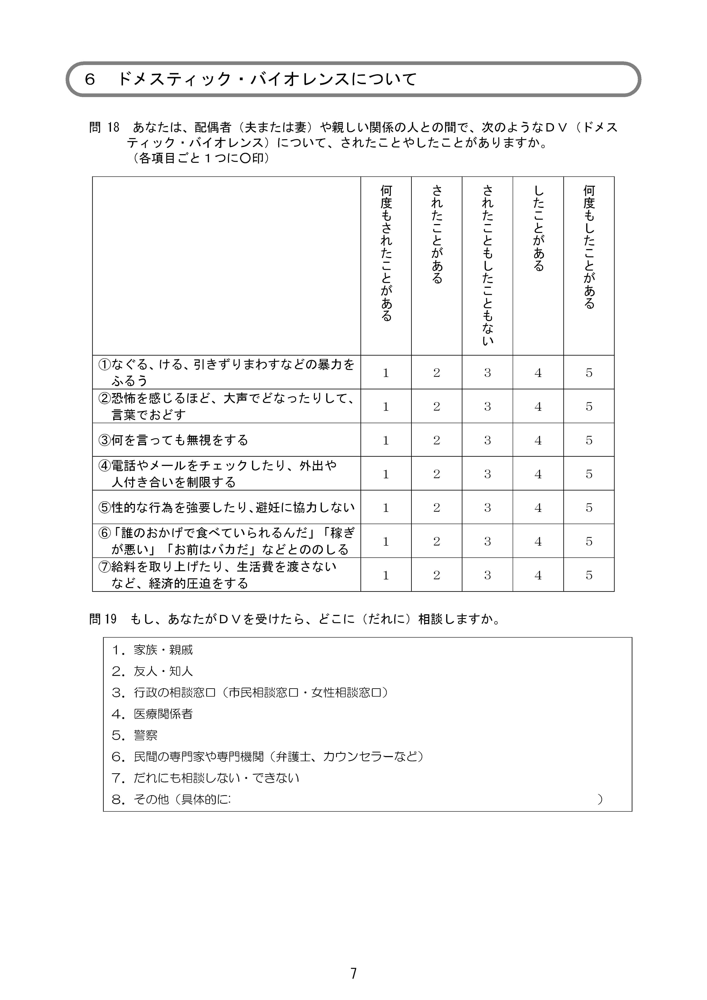 ６　ドメスティック・バイオレンスについて
問 18　あなたは、配偶者（夫または妻）や親しい関係の人との間で、次のようなＤＶ（ドメス
ティック・バイオレンス）について、されたことやしたことがありますか。
（各項目ごと１つに〇印）
何度もされたことがある
されたことがある
されたこともしたこともない
したことがある
何度もしたことがある
①なぐる、ける、引きずりまわすなどの暴力を
ふるう
1 2 3 4 5
②恐怖を感じるほど、大声でどなったりして、
言葉でおどす
1 2 3 4 5
③何を言っても無視をする
1 2 3 4 5
④電話やメールをチェックしたり、外出や
人付き合いを制限する
1 2 3 4 5
⑤性的な行為を強要したり、避妊に協力しない
1 2 3 4 5
⑥「誰のおかげで食べていられるんだ」「稼ぎ
が悪い」「お前はバカだ」などとののしる
1 2 3 4 5
⑦給料を取り上げたり、生活費を渡さない
など、経済的圧迫をする
1 2 3 4 5
問 19　もし、あなたがＤＶを受けたら、どこに（だれに）相談しますか。
１．家族・親戚
２．友人・知人
３．行政の相談窓口（市民相談窓口・女性相談窓口）
４．医療関係者
５．警察
６．民間の専門家や専門機関（弁護士、カウンセラーなど）
７．だれにも相談しない・できない
８．その他（具体的に:　　　　　）
7